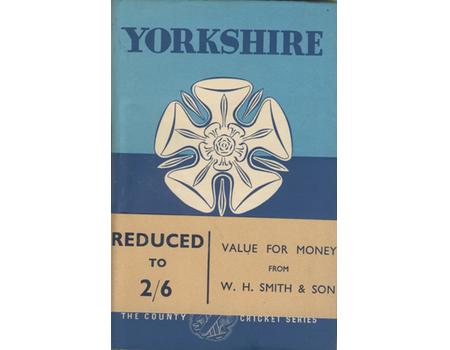 YORKSHIRE
REDUCED
TO
2/6
VALUE FOR MONEY
FROM
W. H. SMITH & SON
THE COUNTY CRICKET SERIES